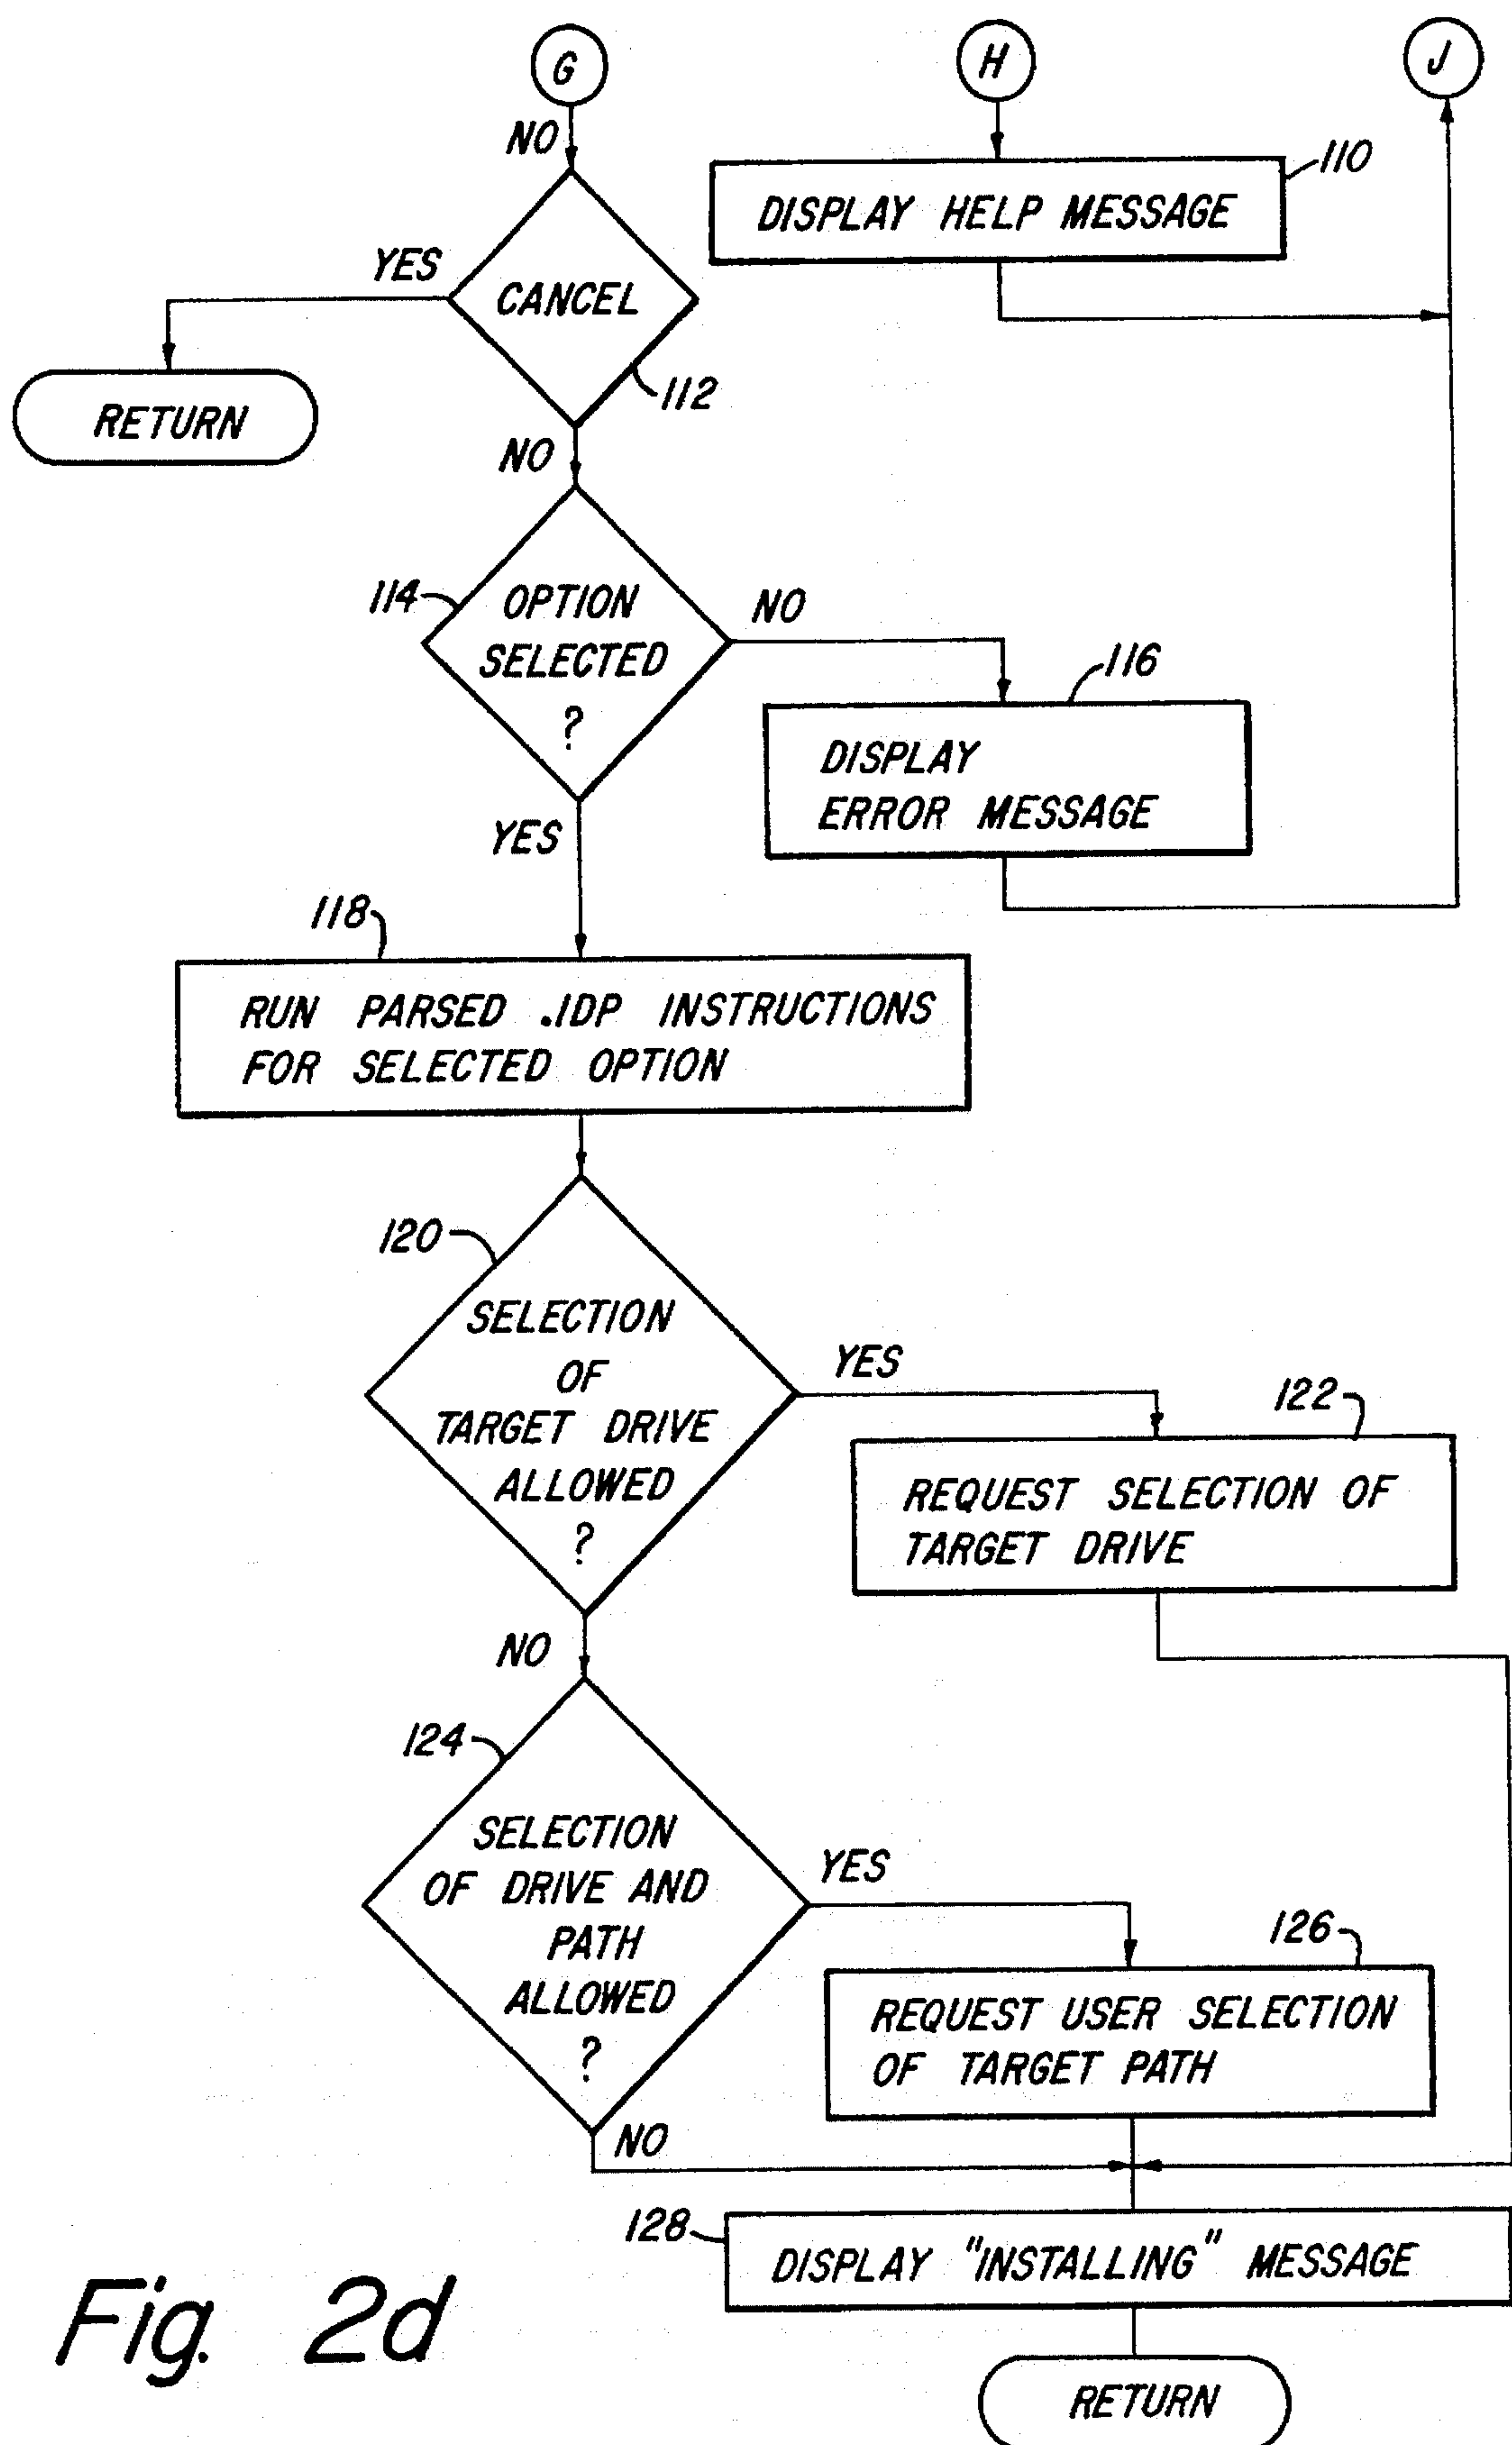 G
H
J
NO
110
DISPLAY HELP MESSAGE
YES
CANCEL
112
RETURN
NO
114
OPTION
SELECTED
?
NO
116
DISPLAY
ERROR MESSAGE
YES
118
RUN PARSED .IDP INSTRUCTIONS
FOR SELECTED OPTION
120
SELECTION
OF
TARGET DRIVE
ALLOWED
?
YES
122
REQUEST SELECTION OF
TARGET DRIVE
NO
124
SELECTION
OF DRIVE AND
PATH
ALLOWED
?
YES
126
REQUEST USER SELECTION
OF TARGET PATH
NO
128
DISPLAY "INSTALLING" MESSAGE
RETURN
Fig. 2d